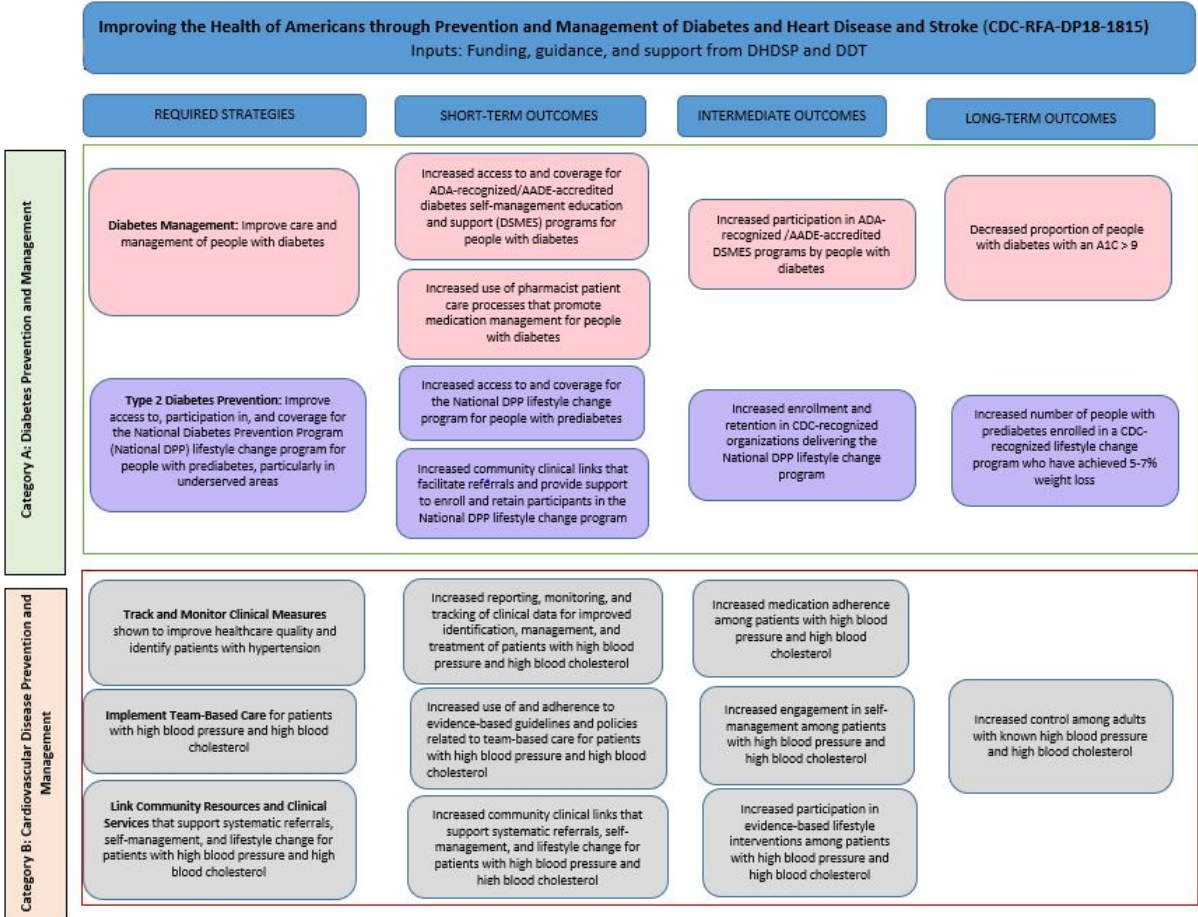 Improving the Health of Americans through Prevention and Management of Diabetes and Heart Disease and Stroke (CDC-RFA-DP18-1815)
Inputs: Funding, guidance, and support from DHDSP and DDT
REQUIRED STRATEGIES
SHORT-TERM OUTCOMES
INTERMEDIATE OUTCOMES
LONG-TERM OUTCOMES
Category A: Diabetes Prevention and Management
Diabetes Management: Improve care and
management of people with diabetes
Increased access to and coverage for
ADA-recognized/AADE-accredited
diabetes self-management education
and support (DSMES) programs for
people with diabetes
Increased use of pharmacist patient
care processes that promote
medication management for people
with diabetes
Increased participation in ADA-
recognized /AADE-accredited
DSMES programs by people with
diabetes
Decreased proportion of people
with diabetes with an A1C > 9
Type 2 Diabetes Prevention: Improve
access to, participation in, and coverage for
the National Diabetes Prevention Program
(National DPP) lifestyle change program for
people with prediabetes, particularly in
underserved areas
Increased access to and coverage for
the National DPP lifestyle change
program for people with prediabetes
Increased community clinical links that
facilitate referrals and provide support
to enroll and retain participants in the
National DPP lifestyle change program
Increased enrollment and
retention in CDC-recognized
organizations delivering the
National DPP lifestyle change
program
Increased number of people with
prediabetes enrolled in a CDC-
recognized lifestyle change
program who have achieved 5-7%
weight loss
Category B: Cardiovascular Disease Prevention and
Management
Track and Monitor Clinical Measures
shown to improve healthcare quality and
identify patients with hypertension
Increased reporting, monitoring, and
tracking of clinical data for improved
identification, management, and
treatment of patients with high blood
pressure and high blood cholesterol
Increased medication adherence
among patients with high blood
pressure and high blood
cholesterol
Implement Team-Based Care for patients
with high blood pressure and high blood
cholesterol
Increased use of and adherence to
evidence-based guidelines and policies
related to team-based care for patients
with high blood pressure and high blood
cholesterol
Increased engagement in self-
management among patients
with high blood pressure and
high blood cholesterol
Increased control among adults
with known high blood pressure
and high blood cholesterol
Link Community Resources and Clinical
Services that support systematic referrals,
self-management, and lifestyle change for
patients with high blood pressure and high
blood cholesterol
Increased community clinical links that
support systematic referrals, self-
management, and lifestyle change for
patients with high blood pressure and
high blood cholesterol
Increased participation in
evidence-based lifestyle
interventions among patients
with high blood pressure and
high blood cholesterol